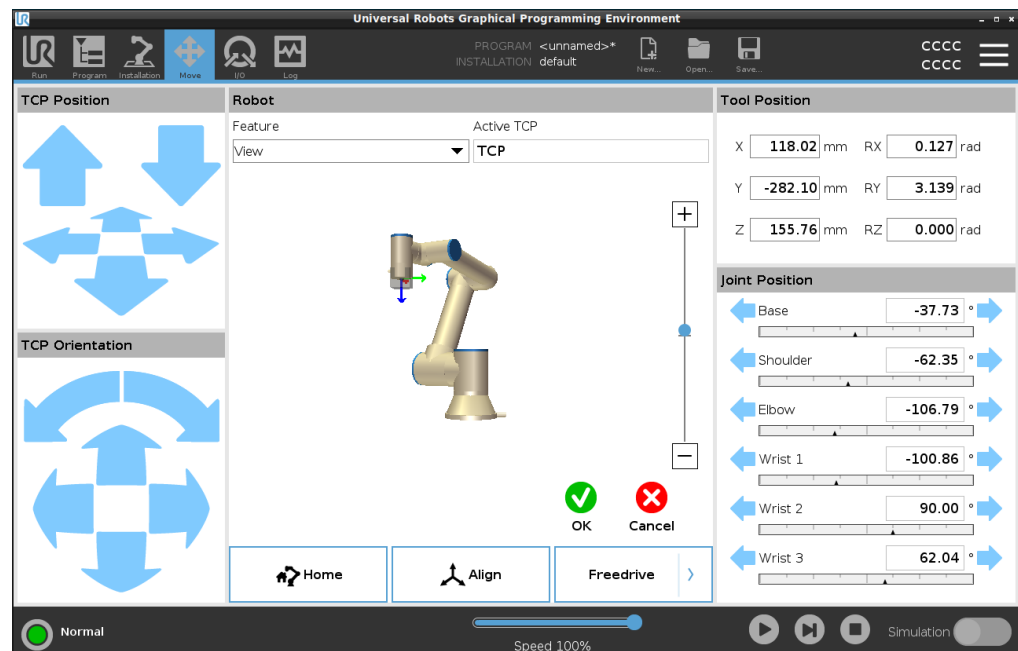 Universal Robots Graphical Programming Environment
UR
Run
Program
Installation
Move
I/O
Log
PROGRAM <unnamed>*
INSTALLATION default
New...
Open...
Save...
CCCC
CCCC
TCP Position
Robot
Tool Position
Feature
Active TCP
View
TCP
X 118.02 mm RX 0.127 rad
Y -282.10 mm RY 3.139 rad
Z 155.76 mm RZ 0.000 rad
Joint Position
Base -37.73 °
Shoulder -62.35 °
Elbow -106.79 °
Wrist 1 -100.86 °
Wrist 2 90.00 °
Wrist 3 62.04 °
TCP Orientation
OK
Cancel
Home
Align
Freedrive
Normal
Speed 100%
Simulation